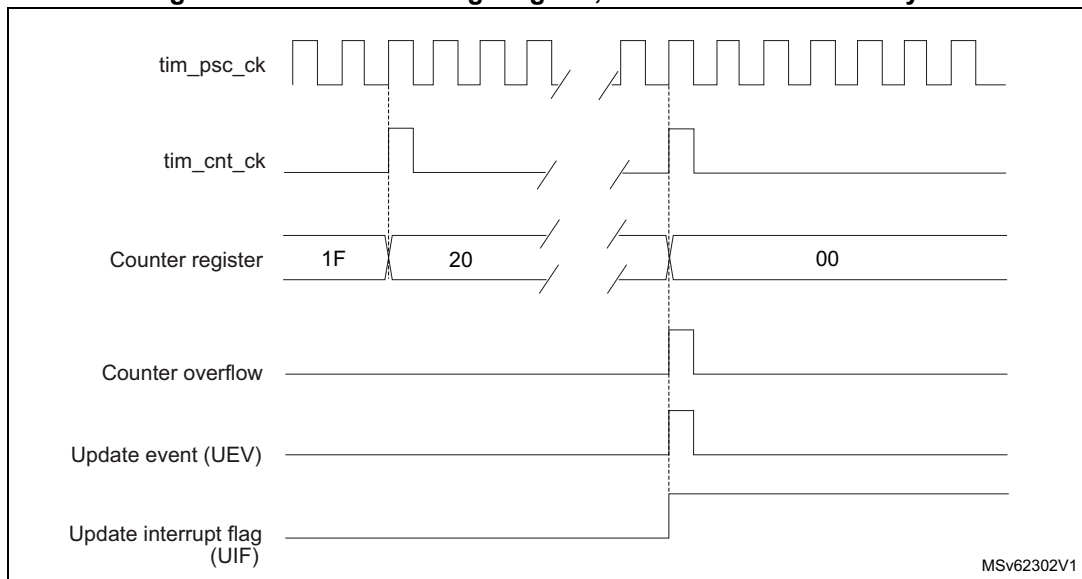 tim_psc_ck
tim_cnt_ck
Counter register
1F
20
00
Counter overflow
Update event (UEV)
Update interrupt flag
(UIF)
MSv62302V1